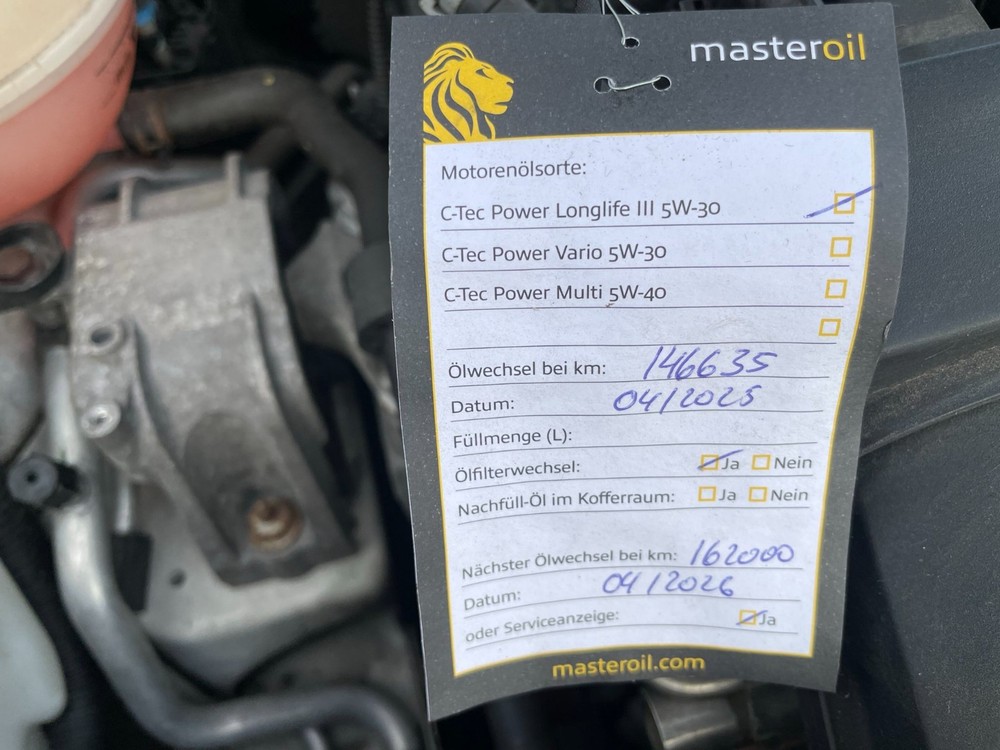 masteroil
Motorenölsorte:
C-Tec Power Longlife III 5W-30
C-Tec Power Vario 5W-30
C-Tec Power Multi 5W-40
Ölwechsel bei km: 146635
Datum: 04/2025
Füllmenge (L):
Ölfilterwechsel: Ja Nein
Nachfüll-Öl im Kofferraum: Ja Nein
Nächster Ölwechsel bei km: 162000
Datum: 04/2026
oder Serviceanzeige: Ja
masteroil.com